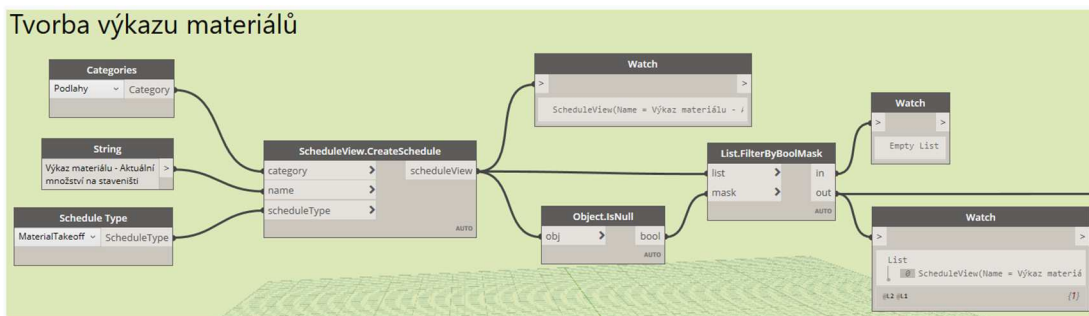 Tvorba výkazu materiálů
Categories
Podlahy
Category
String
Výkaz materiálu - Aktuální
množství na staveništi
>
Schedule Type
MaterialTakeoff
ScheduleType
ScheduleView.CreateSchedule
category > scheduleView
name >
scheduleType >
AUTO
Watch
> >
ScheduleView(Name = Výkaz materiálu -
Object.IsNull
obj > bool
AUTO
List.FilterByBoolMask
list > in
mask > out
AUTO
Watch
> >
Empty List
Watch
> >
List
0 ScheduleView(Name = Výkaz materiá
@L2 @L1 {1}